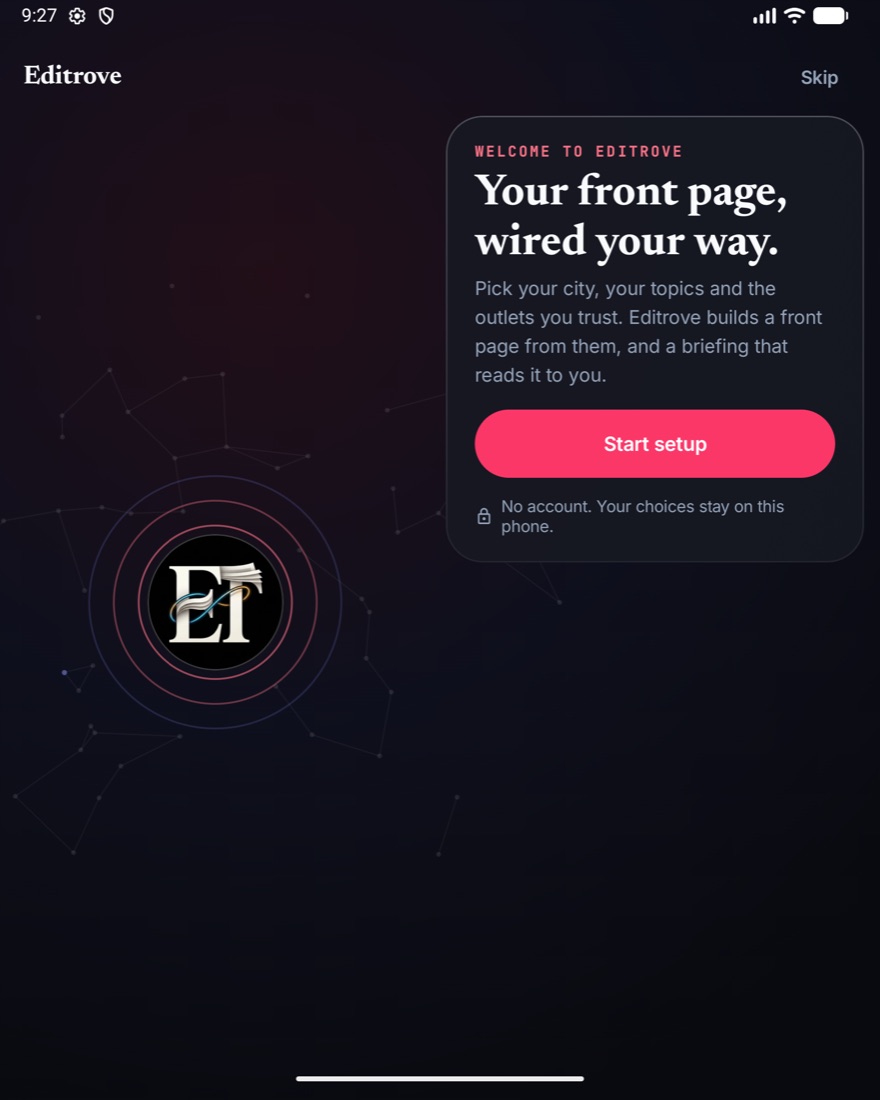 9:27
Editrove
Skip
WELCOME TO EDITROVE
Your front page,
wired your way.
Pick your city, your topics and the
outlets you trust. Editrove builds a front
page from them, and a briefing that
reads it to you.
Start setup
No account. Your choices stay on this
phone.
ET